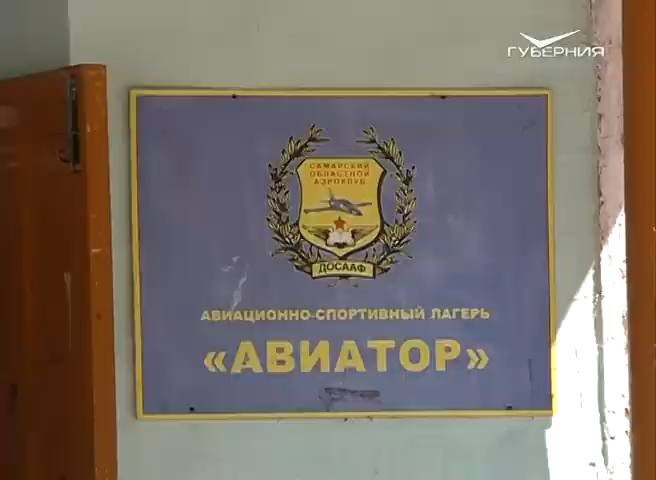 ГУБЕРНИЯ
САМАРСКИЙ
ОБЛАСТНОЙ
АЭРОКЛУБ
ДОСААФ
АВИАЦИОННО-СПОРТИВНЫЙ ЛАГЕРЬ
«АВИАТОР»